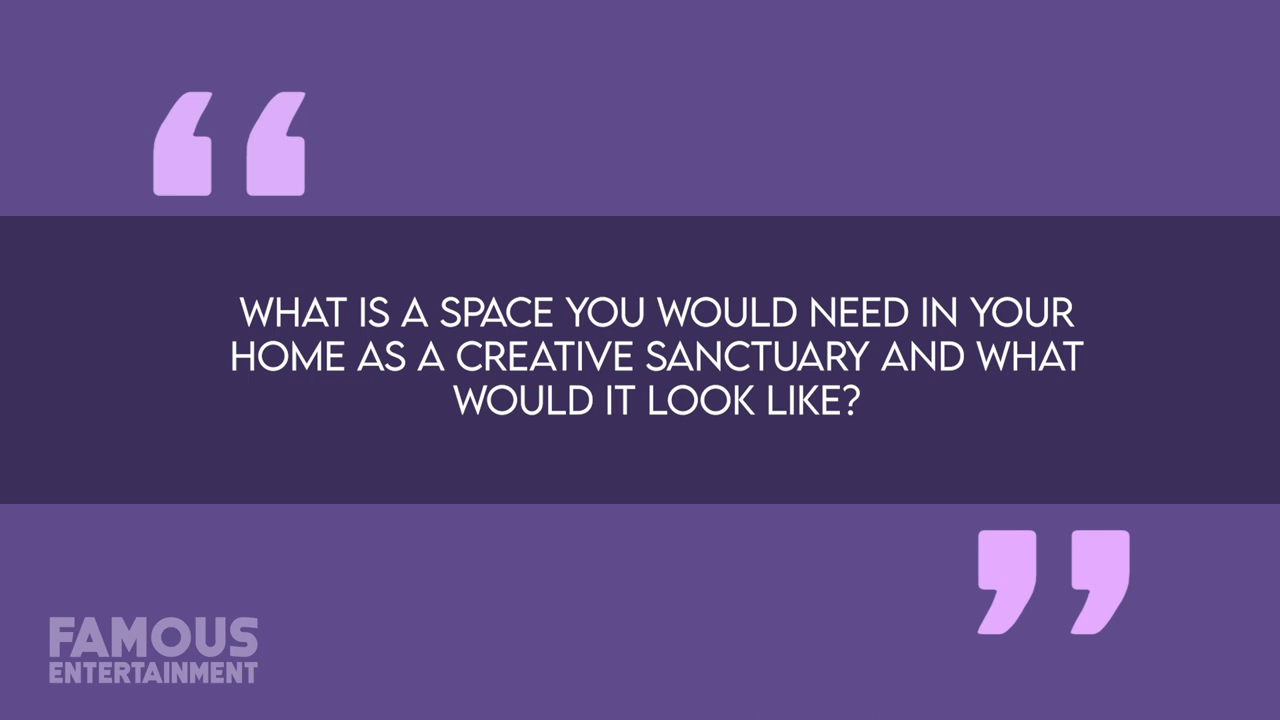 “
WHAT IS A SPACE YOU WOULD NEED IN YOUR
HOME AS A CREATIVE SANCTUARY AND WHAT
WOULD IT LOOK LIKE?
”
FAMOUS
ENTERTAINMENT